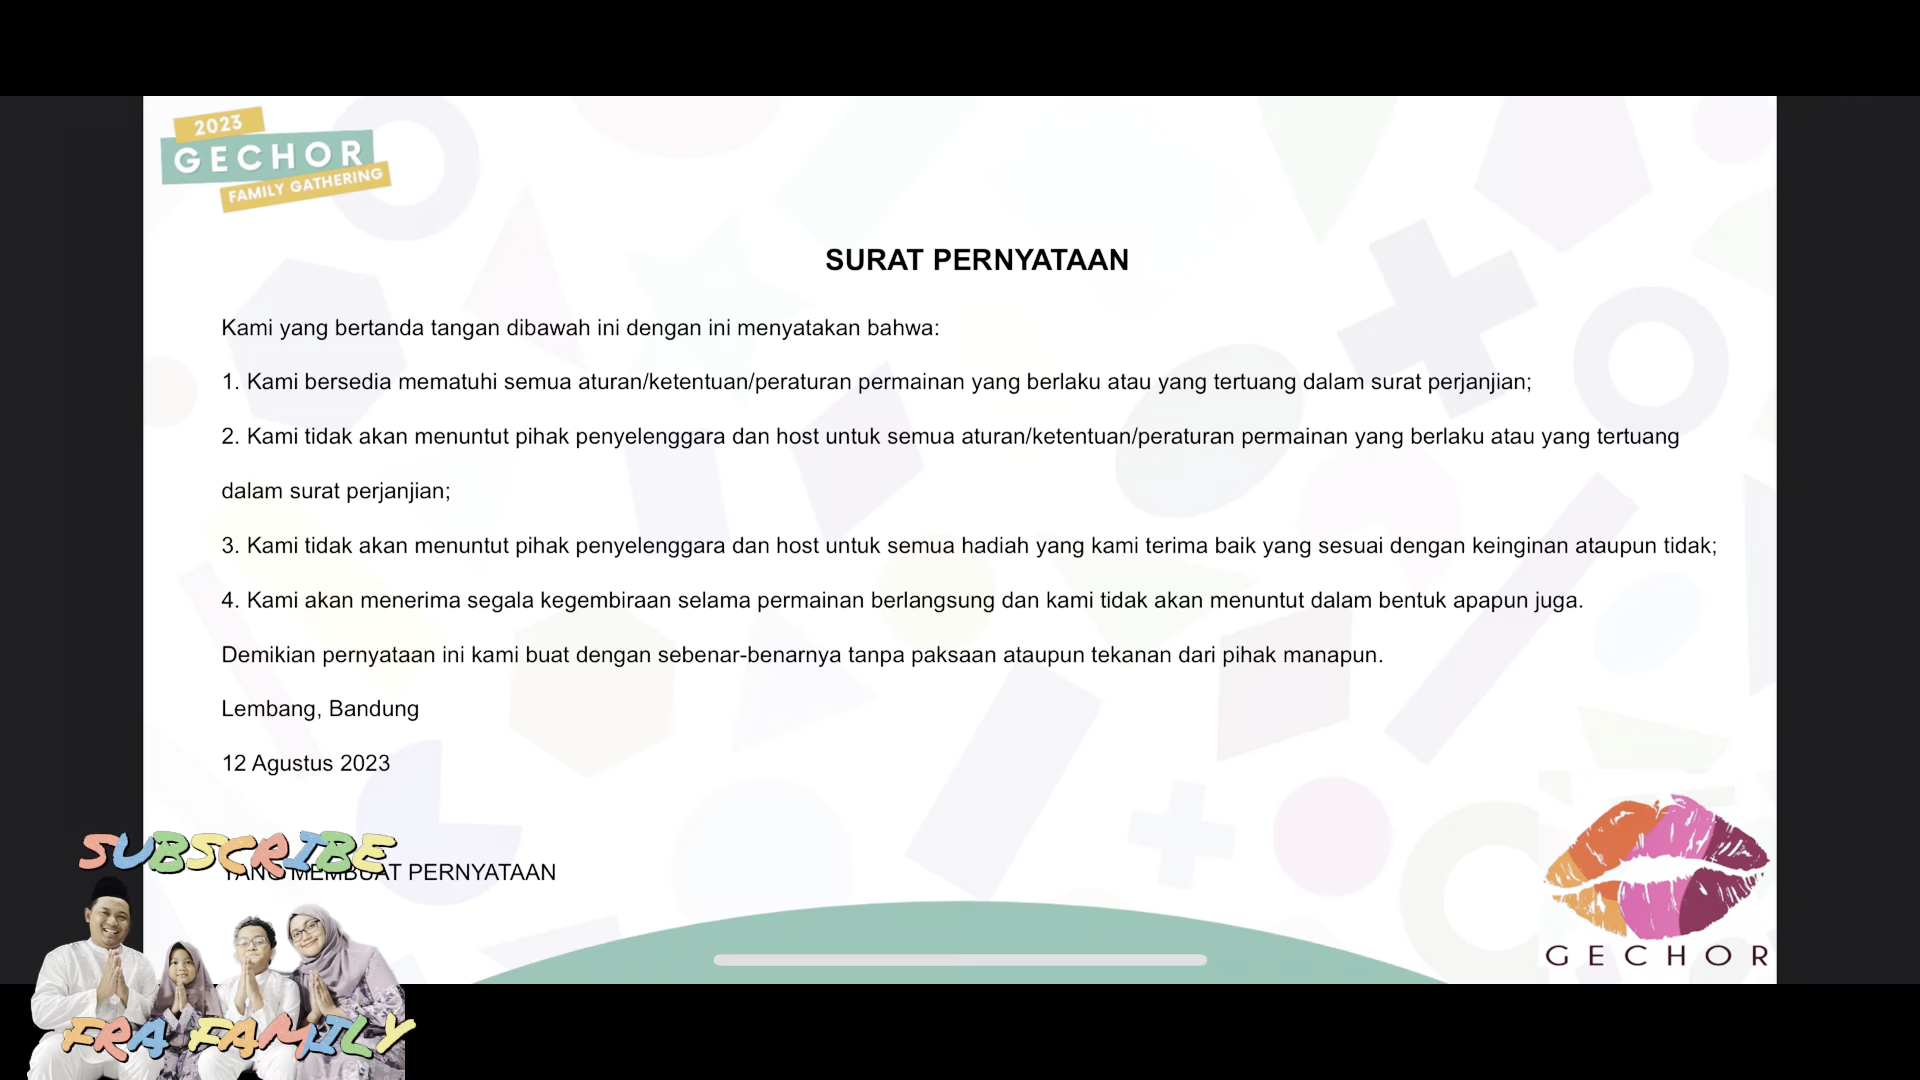 2023
GECHOR
FAMILY GATHERING
SURAT PERNYATAAN
Kami yang bertanda tangan dibawah ini dengan ini menyatakan bahwa:
1. Kami bersedia mematuhi semua aturan/ketentuan/peraturan permainan yang berlaku atau yang tertuang dalam surat perjanjian;
2. Kami tidak akan menuntut pihak penyelenggara dan host untuk semua aturan/ketentuan/peraturan permainan yang berlaku atau yang tertuang
dalam surat perjanjian;
3. Kami tidak akan menuntut pihak penyelenggara dan host untuk semua hadiah yang kami terima baik yang sesuai dengan keinginan ataupun tidak;
4. Kami akan menerima segala kegembiraan selama permainan berlangsung dan kami tidak akan menuntut dalam bentuk apapun juga.
Demikian pernyataan ini kami buat dengan sebenar-benarnya tanpa paksaan ataupun tekanan dari pihak manapun.
Lembang, Bandung
12 Agustus 2023
SUBSCRIBE
YANG MEMBUAT PERNYATAAN
GECHOR
FRA FAMILY